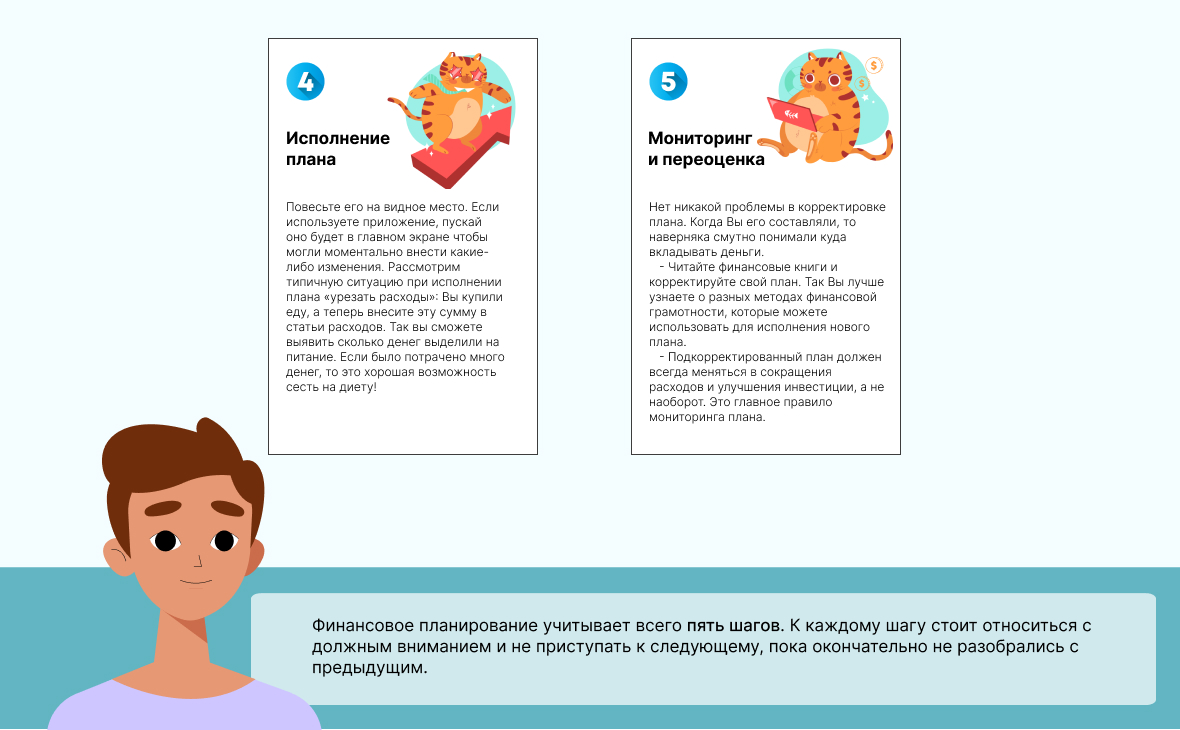 4
Исполнение
плана
Повесьте его на видное место. Если
используете приложение, пускай
оно будет в главном экране чтобы
могли моментально внести какие-
либо изменения. Рассмотрим
типичную ситуацию при исполнении
плана «урезать расходы»: Вы купили
еду, а теперь внесите эту сумму в
статьи расходов. Так вы сможете
выявить сколько денег выделили на
питание. Если было потрачено много
денег, то это хорошая возможность
сесть на диету!
5
$
$
Мониторинг
и переоценка
Нет никакой проблемы в корректировке
плана. Когда Вы его составляли, то
наверняка смутно понимали куда
вкладывать деньги.
- Читайте финансовые книги и
корректируйте свой план. Так Вы лучше
узнаете о разных методах финансовой
грамотности, которые можете
использовать для исполнения нового
плана.
- Подкорректированный план должен
всегда меняться в сокращения
расходов и улучшения инвестиции, а не
наоборот. Это главное правило
мониторинга плана.
Финансовое планирование учитывает всего пять шагов. К каждому шагу стоит относиться с
должным вниманием и не приступать к следующему, пока окончательно не разобрались с
предыдущим.